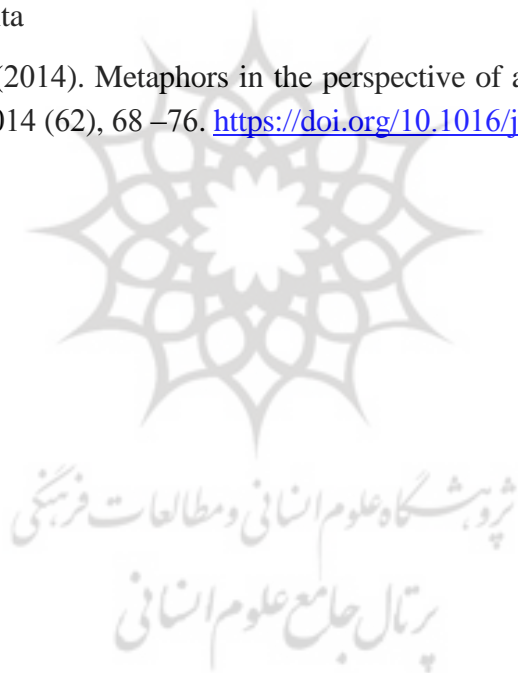 ita
(2014). Metaphors in the perspective of a
014 (62), 68 –76. https://doi.org/10.1016/j
پژوهشگاه علوم انسانی و مطالعات فرهنگی
پرتال جامع علوم انسانی